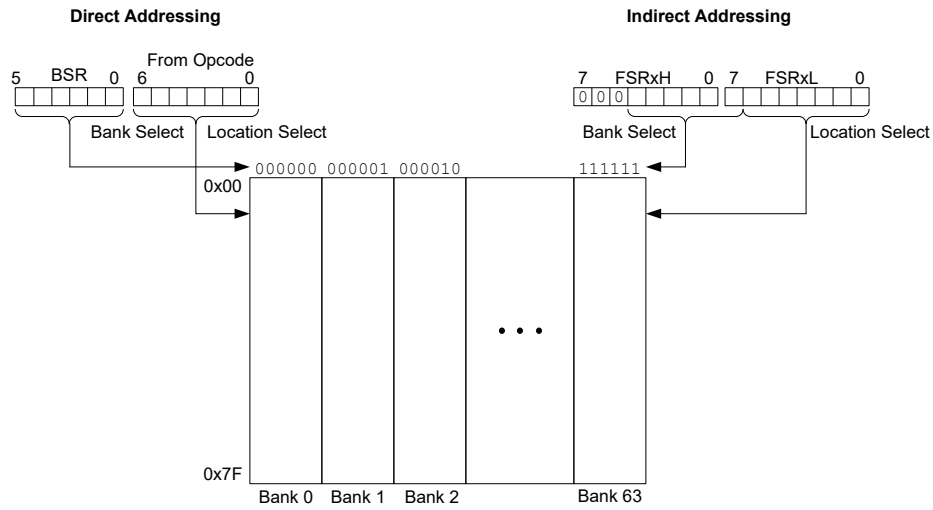 Direct Addressing
Indirect Addressing
From Opcode
5 BSR 0 6 0
7 FSRxH 0 7 FSRxL 0
0 0 0
Bank Select Location Select
Bank Select Location Select
000000 000001 000010 111111
0x00
0x7F
Bank 0 Bank 1 Bank 2 Bank 63